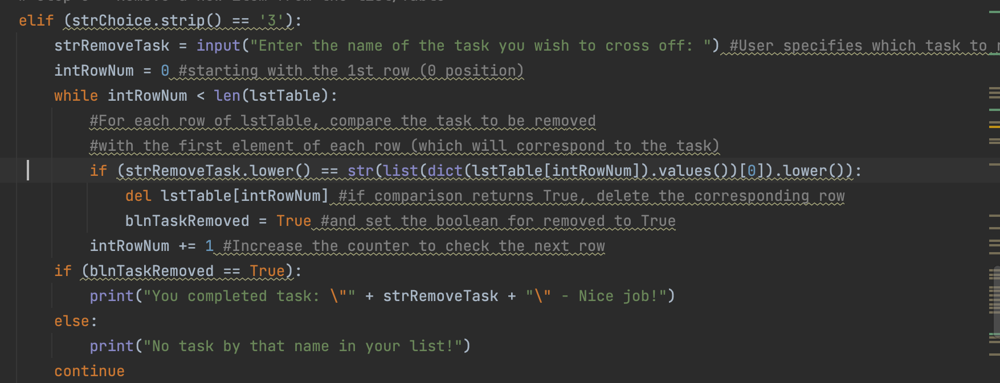 elif (strChoice.strip() == '3'):
strRemoveTask = input("Enter the name of the task you wish to cross off: ") #User specifies which task to
intRowNum = 0 #starting with the 1st row (0 position)
while intRowNum < len(lstTable):
#For each row of lstTable, compare the task to be removed
#with the first element of each row (which will correspond to the task)
if (strRemoveTask.lower() == str(list(dict(lstTable[intRowNum]).values())[0]).lower()):
del lstTable[intRowNum] #if comparison returns True, delete the corresponding row
blnTaskRemoved = True #and set the boolean for removed to True
intRowNum += 1 #Increase the counter to check the next row
if (blnTaskRemoved == True):
print("You completed task: \"" + strRemoveTask + "\" - Nice job!")
else:
print("No task by that name in your list!")
continue